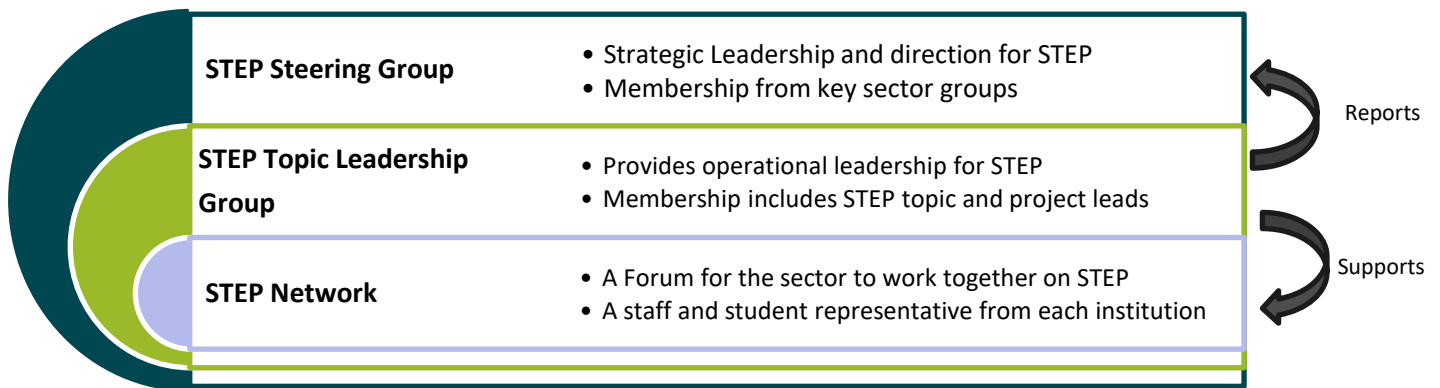 STEP Steering Group
• Strategic Leadership and direction for STEP
• Membership from key sector groups
Reports
STEP Topic Leadership
Group
• Provides operational leadership for STEP
• Membership includes STEP topic and project leads
Supports
STEP Network
• A Forum for the sector to work together on STEP
• A staff and student representative from each institution